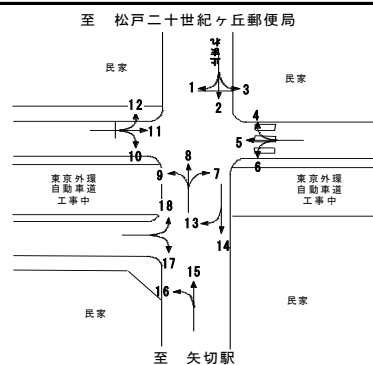 至 松戸二十世紀ヶ丘郵便局
民家
止まれ
民家
1
2
3
12
11
10
4
5
6
東京外環
自動車道
工事中
9
8
7
東京外環
自動車道
工事中
18
13
14
17
15
16
民家
民家
至 矢切駅